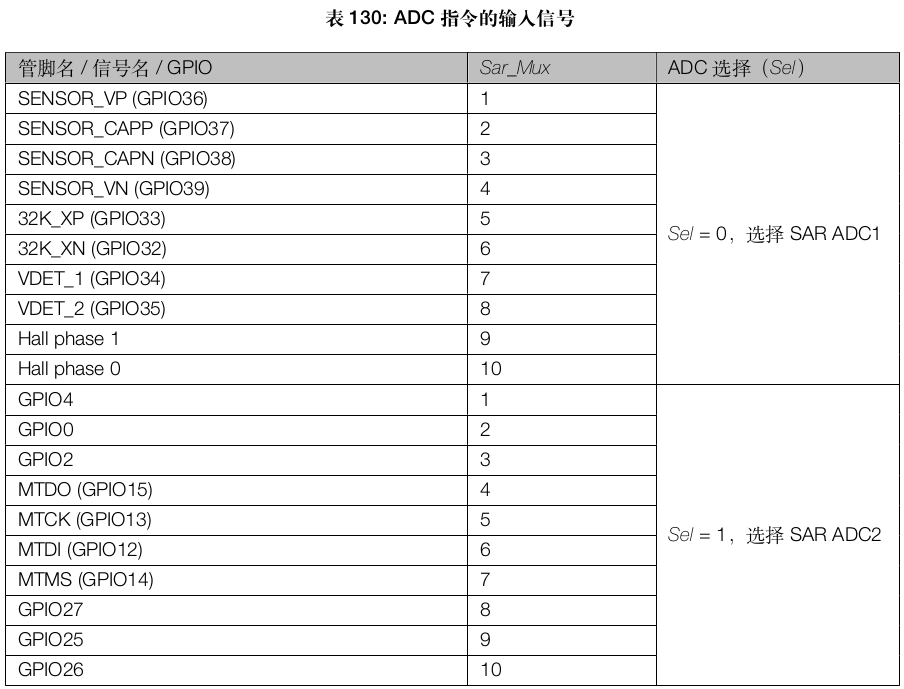 表 130: ADC 指令的输入信号
管脚名 / 信号名 / GPIO Sar_Mux ADC 选择（Sel）
SENSOR_VP (GPIO36) 1
SENSOR_CAPP (GPIO37) 2
SENSOR_CAPN (GPIO38) 3
SENSOR_VN (GPIO39) 4
32K_XP (GPIO33) 5
Sel = 0，选择 SAR ADC1
32K_XN (GPIO32) 6
VDET_1 (GPIO34) 7
VDET_2 (GPIO35) 8
Hall phase 1 9
Hall phase 0 10
GPIO4 1
GPIO0 2
GPIO2 3
MTDO (GPIO15) 4
MTCK (GPIO13) 5
Sel = 1，选择 SAR ADC2
MTDI (GPIO12) 6
MTMS (GPIO14) 7
GPIO27 8
GPIO25 9
GPIO26 10